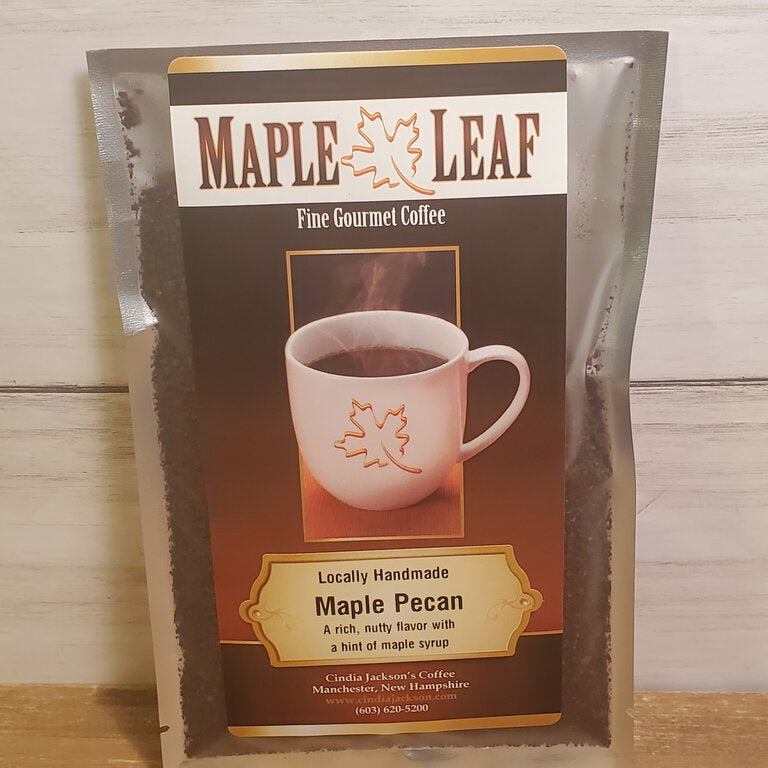 MAPLE LEAF
Fine Gourmet Coffee
Locally Handmade
Maple Pecan
A rich, nutty flavor with
a hint of maple syrup
Cindia Jackson's Coffee
Manchester, New Hampshire
www.cindiajackson.com
(603) 620-5200